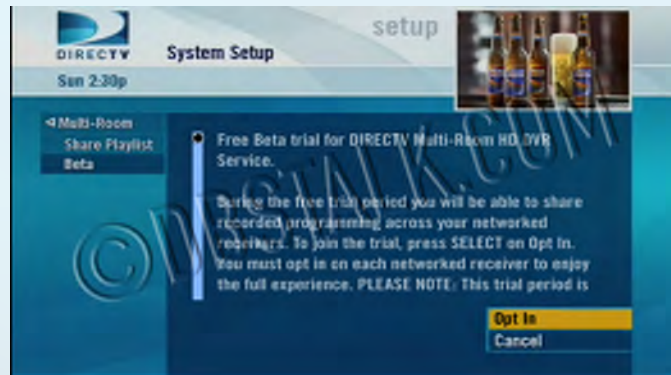 setup
DIRECTV
System Setup
Sun 2:30p
Multi-Room
Share Playlist
Beta
Free Beta trial for DIRECTV Multi-Room HD DVR
Service.
During the free trial period you will be able to share
recorded programming across your networked
receivers. To join the trial, press SELECT on Opt In.
You must opt in on each networked receiver to enjoy
the full experience. PLEASE NOTE: This trial period is
Opt In
Cancel
©DBSTALK.COM